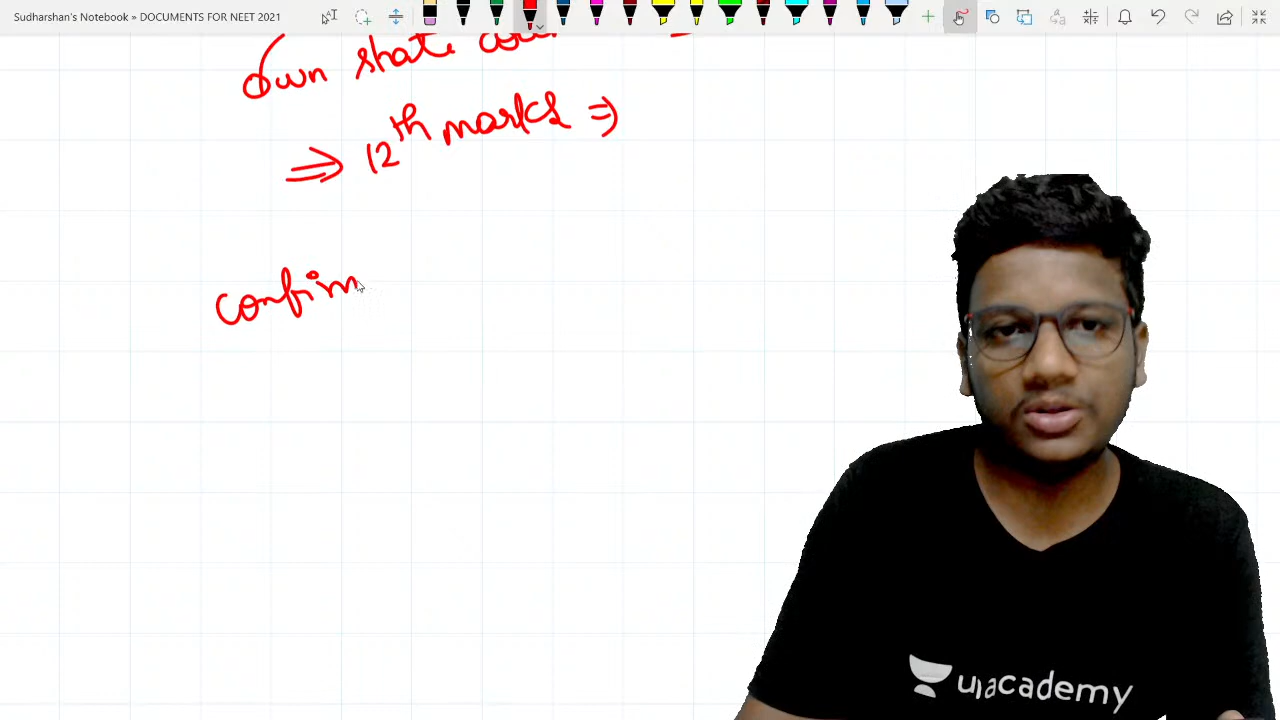 Sudharshan's Notebook » DOCUMENTS FOR NEET 2021
own state
⇒ 12th marks ⇒
confirm
unacademy